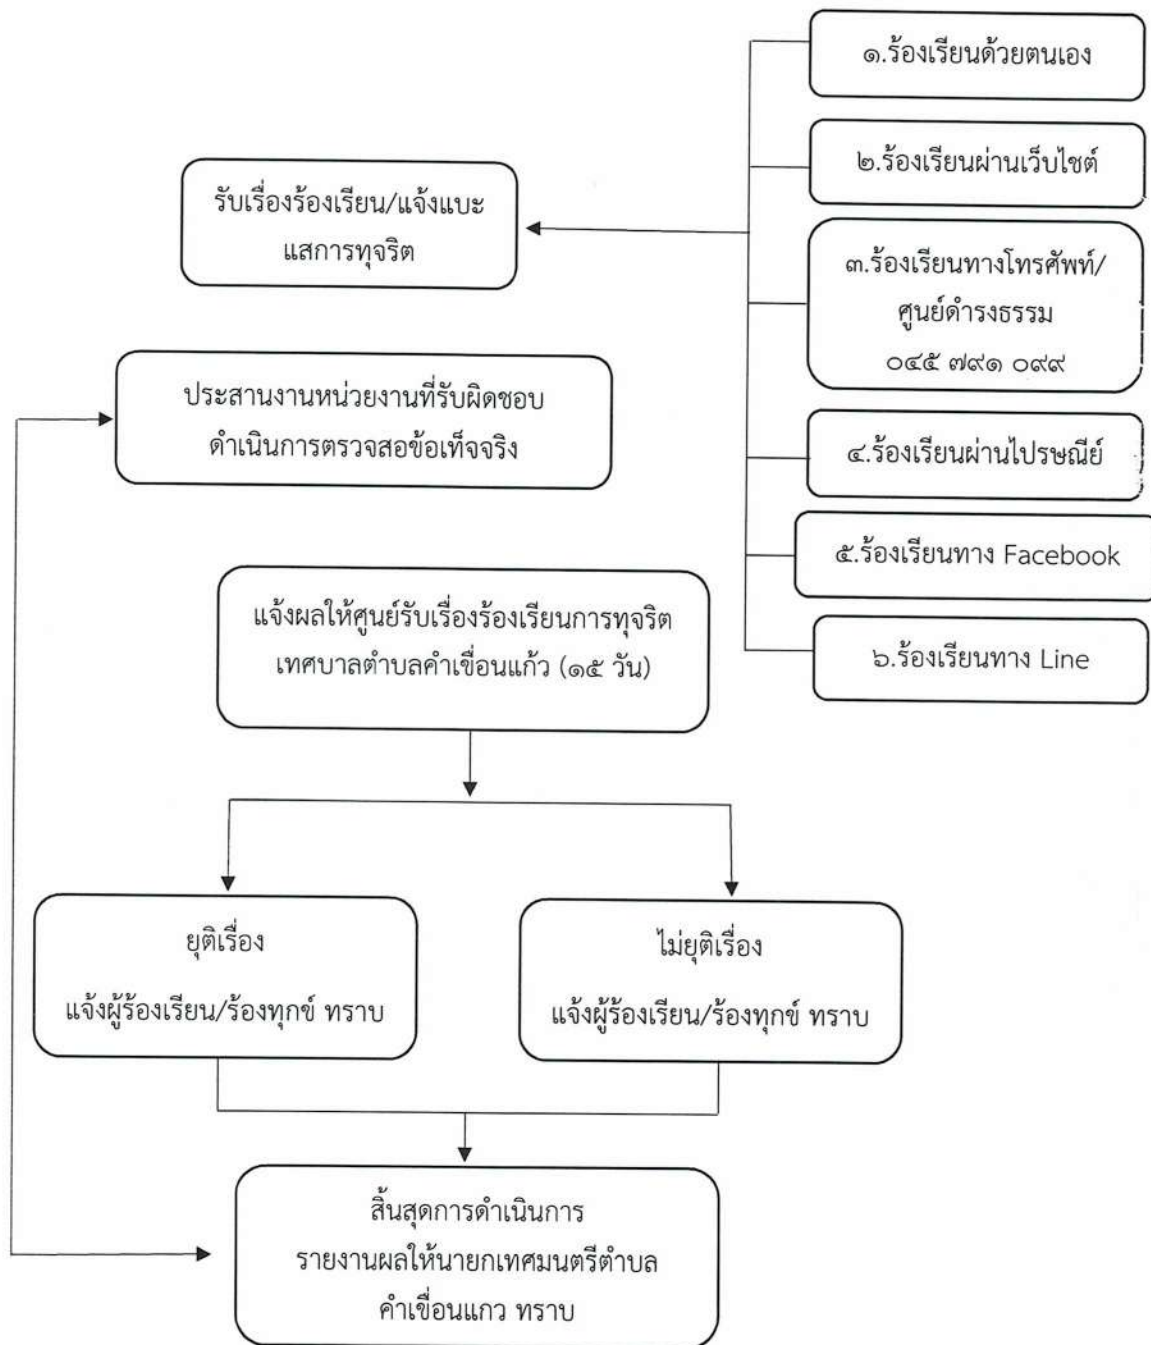 ๑.ร้องเรียนด้วยตนเอง
๒.ร้องเรียนผ่านเว็บไซต์
รับเรื่องร้องเรียน/แจ้งแบะ
แสการทุจริต
๓.ร้องเรียนทางโทรศัพท์/
ศูนย์ดำรงธรรม
๐๔๕ ๗๙๑ ๐๙๙
ประสานงานหน่วยงานที่รับผิดชอบ
ดำเนินการตรวจสอบข้อเท็จจริง
๔.ร้องเรียนผ่านไปรษณีย์
๕.ร้องเรียนทาง Facebook
๖.ร้องเรียนทาง Line
แจ้งผลให้ศูนย์รับเรื่องร้องเรียนการทุจริต
เทศบาลตำบลคำเขื่อนแก้ว (๑๕ วัน)
ยุติเรื่อง
แจ้งผู้ร้องเรียน/ร้องทุกข์ ทราบ
ไม่ยุติเรื่อง
แจ้งผู้ร้องเรียน/ร้องทุกข์ ทราบ
สิ้นสุดการดำเนินการ
รายงานผลให้นายกเทศมนตรีตำบล
คำเขื่อนแกว ทราบ